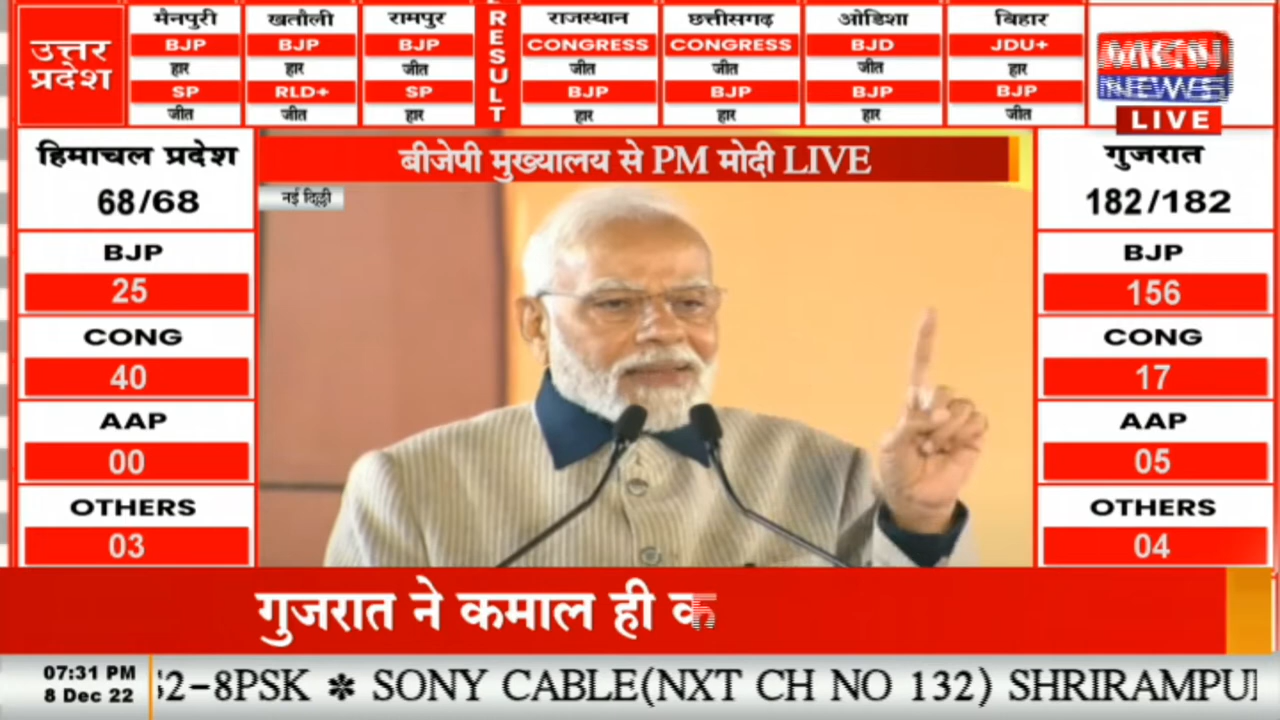 उत्तर
प्रदेश
मैनपुरी
BJP
हार
SP
जीत
खतौली
BJP
हार
RLD+
जीत
रामपुर
BJP
जीत
SP
हार
RESULT
राजस्थान
CONGRESS
जीत
BJP
हार
छत्तीसगढ़
CONGRESS
जीत
BJP
हार
ओडिशा
BJD
जीत
BJP
हार
बिहार
JDU+
हार
BJP
जीत
NEWS
LIVE
हिमाचल प्रदेश
68/68
BJP
25
CONG
40
AAP
00
OTHERS
03
बीजेपी मुख्यालय से PM मोदी LIVE
नई दिल्ली
गुजरात
182/182
BJP
156
CONG
17
AAP
05
OTHERS
04
गुजरात ने कमाल ही
07:31 PM
8 Dec 22
S2-8PSK * SONY CABLE(NXT CH NO 132) SHRIRAMPU